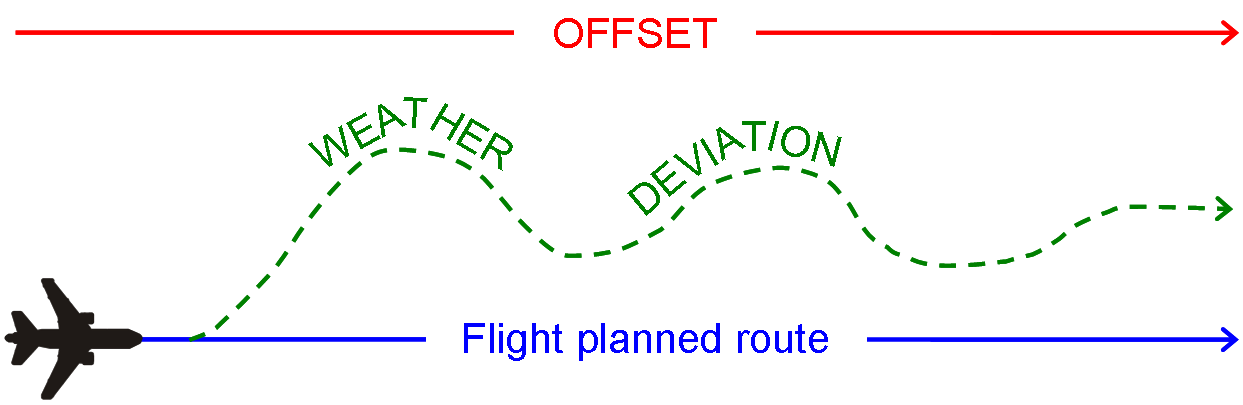 OFFSET
WEATHER DEVIATION
Flight planned route